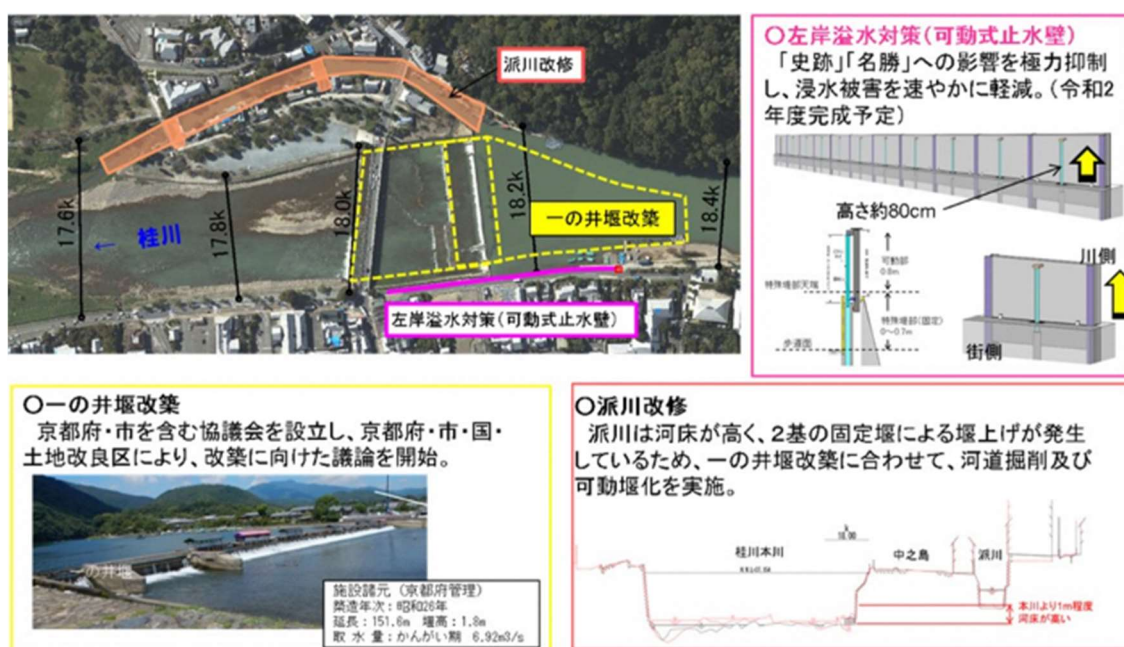 派川改修
17.6k
← 桂川
17.8k
18.0k
18.2k
一の井堰改築
18.4k
左岸溢水対策(可動式止水壁)
〇左岸溢水対策(可動式止水壁)
「史跡」「名勝」への影響を極力抑制
し、浸水被害を速やかに軽減。(令和2
年度完成予定)
高さ約80cm
可動部
0.8m
特殊堤部天端
特殊堤部(固定)
0~0.7m
歩道面
川側
街側
〇一の井堰改築
京都府・市を含む協議会を設立し、京都府・市・国・
土地改良区により、改築に向けた議論を開始。
一の井堰
施設諸元 (京都府管理)
築造年次:昭和26年
延長:151.6m 堰高:1.8m
取 水 量:かんがい期 6.92m3/s
〇派川改修
派川は河床が高く、2基の固定堰による堰上げが発生
しているため、一の井堰改築に合わせて、河道掘削及び
可動堰化を実施。
k
18.00
桂川本川
中之島
派川
本川より1m程度
河床が高い